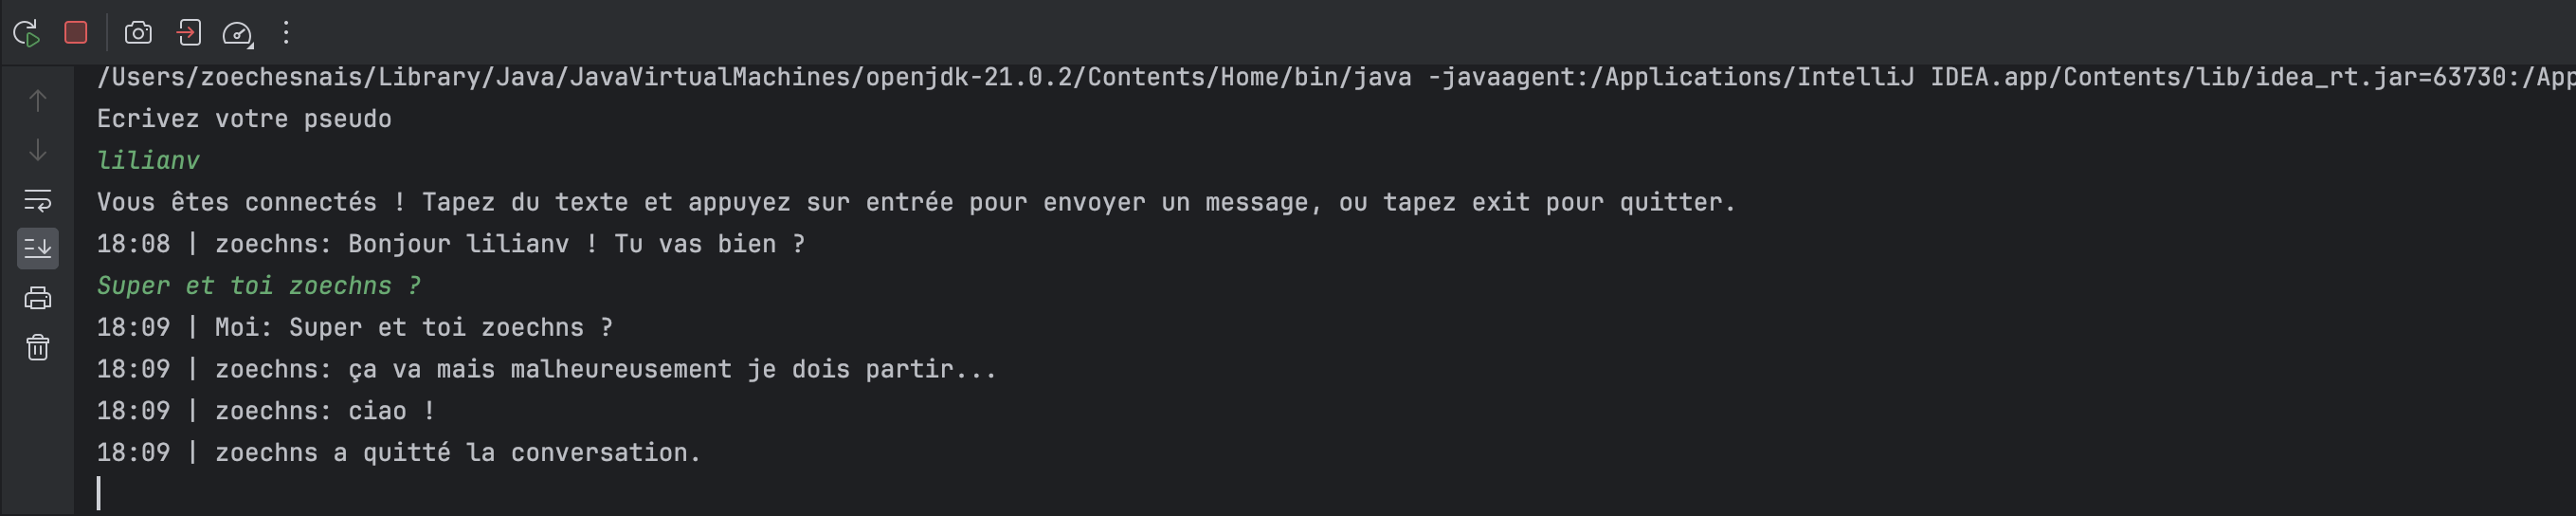 /Users/zoechesnais/Library/Java/JavaVirtualMachines/openjdk-21.0.2/Contents/Home/bin/java -javaagent:/Applications/IntelliJ IDEA.app/Contents/lib/idea_rt.jar=63730:/App
Ecrivez votre pseudo
lilianv
Vous êtes connectés ! Tapez du texte et appuyez sur entrée pour envoyer un message, ou tapez exit pour quitter.
18:08 | zoechns: Bonjour lilianv ! Tu vas bien ?
Super et toi zoechns ?
18:09 | Moi: Super et toi zoechns ?
18:09 | zoechns: ça va mais malheureusement je dois partir...
18:09 | zoechns: ciao !
18:09 | zoechns a quitté la conversation.